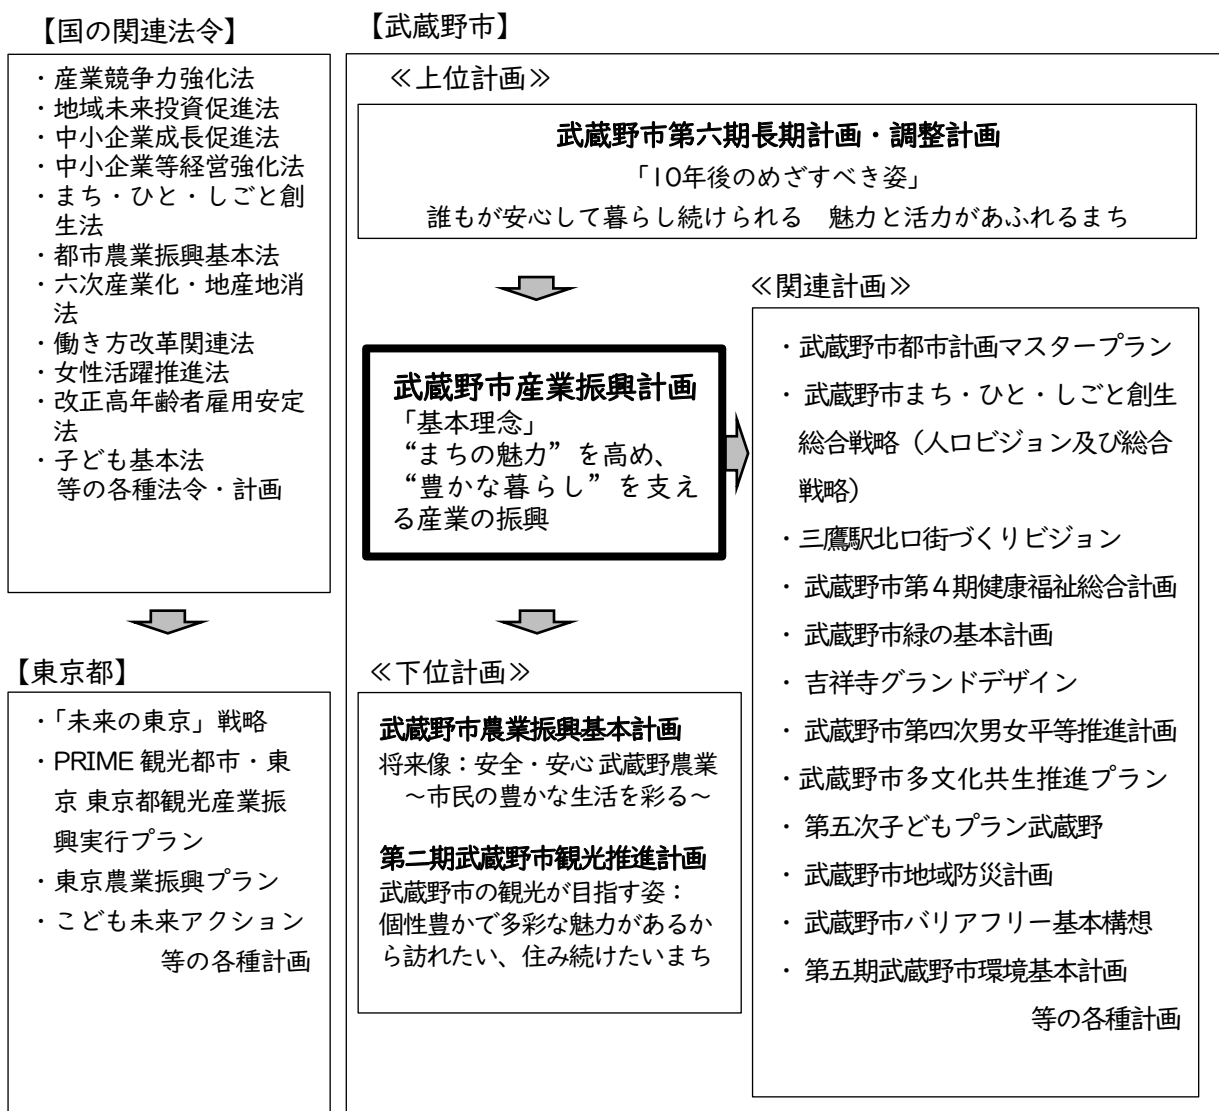 【国の関連法令】
・産業競争力強化法
・地域未来投資促進法
・中小企業成長促進法
・中小企業等経営強化法
・まち・ひと・しごと創
生法
・都市農業振興基本法
・六次産業化・地産地消
法
・働き方改革関連法
・女性活躍推進法
・改正高年齢者雇用安定
法
・子ども基本法
等の各種法令・計画
【東京都】
・「未来の東京」戦略
・PRIME 観光都市・東
京 東京都観光産業振
興実行プラン
・東京農業振興プラン
・こども未来アクション
等の各種計画
【武蔵野市】
≪上位計画≫
武蔵野市第六期長期計画・調整計画
「10年後のめざすべき姿」
誰もが安心して暮らし続けられる　魅力と活力があふれるまち
武蔵野市産業振興計画
「基本理念」
“まちの魅力”を高め、
“豊かな暮らし”を支え
る産業の振興
≪下位計画≫
武蔵野市農業振興基本計画
将来像：安全・安心 武蔵野農業
～市民の豊かな生活を彩る～
第二期武蔵野市観光推進計画
武蔵野市の観光が目指す姿：
個性豊かで多彩な魅力があるか
ら訪れたい、住み続けたいまち
≪関連計画≫
・武蔵野市都市計画マスタープラン
・武蔵野市まち・ひと・しごと創生
総合戦略（人口ビジョン及び総合
戦略）
・三鷹駅北口街づくりビジョン
・武蔵野市第４期健康福祉総合計画
・武蔵野市緑の基本計画
・吉祥寺グランドデザイン
・武蔵野市第四次男女平等推進計画
・武蔵野市多文化共生推進プラン
・第五次子どもプラン武蔵野
・武蔵野市地域防災計画
・武蔵野市バリアフリー基本構想
・第五期武蔵野市環境基本計画
等の各種計画